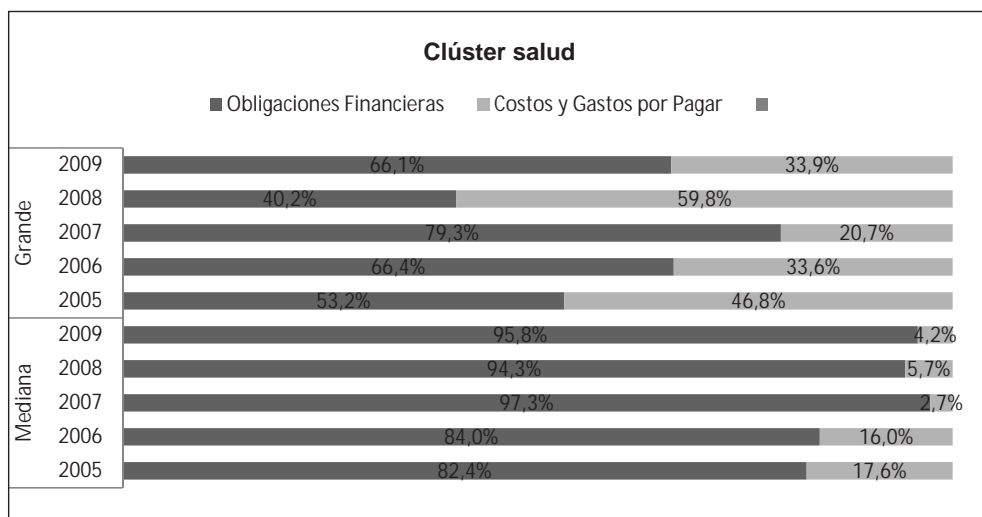 Clúster salud
Obligaciones Financieras Costos y Gastos por Pagar
Grande
2009 66,1% 33,9%
2008 40,2% 59,8%
2007 79,3% 20,7%
2006 66,4% 33,6%
2005 53,2% 46,8%
Mediana
2009 95,8% 4,2%
2008 94,3% 5,7%
2007 97,3% 2,7%
2006 84,0% 16,0%
2005 82,4% 17,6%